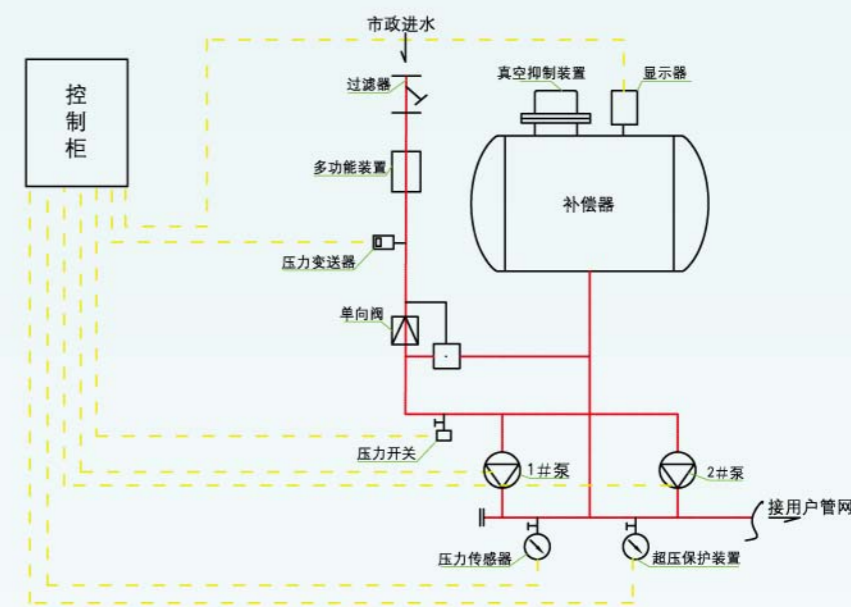 市政进水
控制柜
过滤器
真空抑制装置
显示器
多功能装置
补偿器
压力变送器
单向阀
压力开关
1#泵
2#泵
接用户管网
压力传感器
超压保护装置